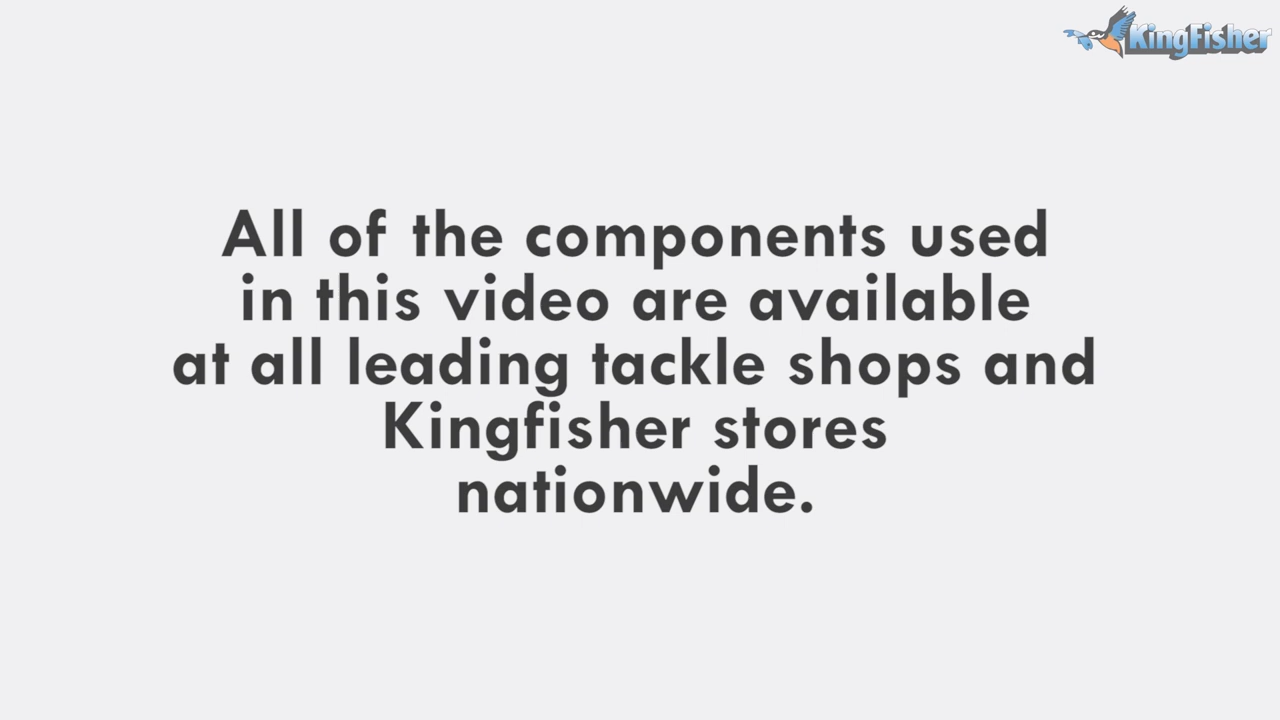 KingFisher
All of the components used
in this video are available
at all leading tackle shops and
Kingfisher stores
nationwide.